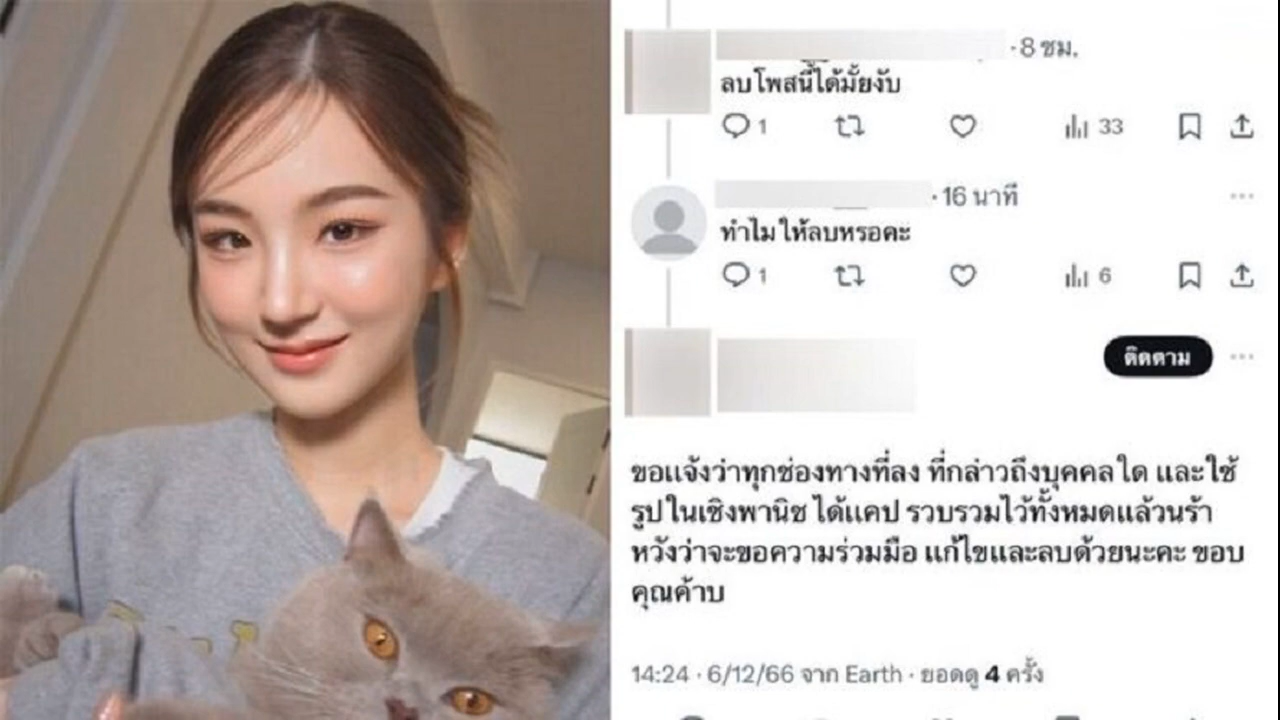 · 8 ชม.
ลบโพสนี้ได้มั้ยงับ
1
33
· 16 นาที
ทำไมให้ลบหรอคะ
1
6
ติดตาม
ขอแจ้งว่าทุกช่องทางที่ลง ที่กล่าวถึงบุคคลใด และใช้
รูปในเชิงพานิช ได้แคป รวบรวมไว้ทั้งหมดแล้วนร้า
หวังว่าจะขอความร่วมมือ แก้ไขและลบด้วยนะคะ ขอบ
คุณค้าบ
14:24 · 6/12/66 จาก Earth · ยอดดู 4 ครั้ง